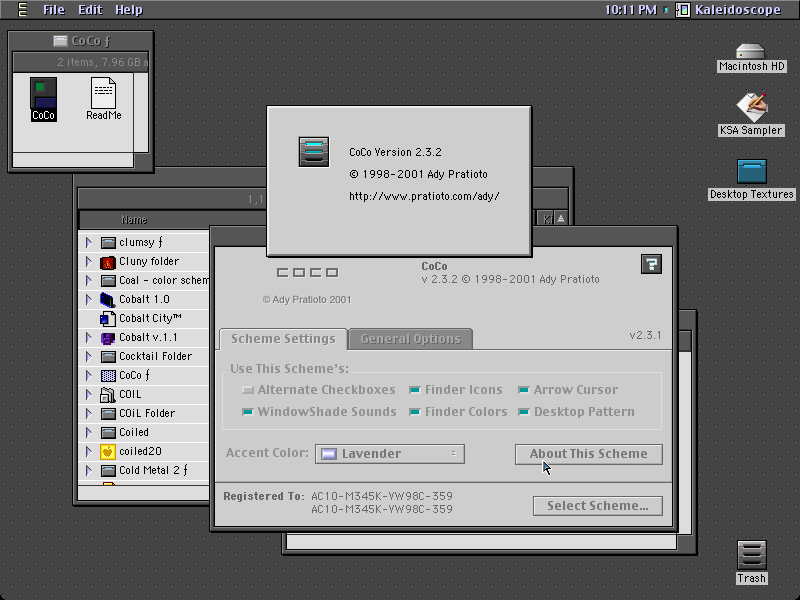 File Edit Help
10:11 PM Kaleidoscope
CoCo ƒ
2 items, 7.96 GB a
CoCo
ReadMe
Macintosh HD
KSA Sampler
Desktop Textures
Trash
CoCo Version 2.3.2
© 1998-2001 Ady Pratioto
http://www.pratioto.com/ady/
1,1
Name
clumsy ƒ
Cluny folder
Coal - color schem
Cobalt 1.0
Cobalt City™
Cobalt v.1.1
Cocktail Folder
CoCo ƒ
COIL
COiL Folder
Coiled
coiled20
Cold Metal 2 ƒ
COCO
© Ady Pratioto 2001
CoCo
v 2.3.2 © 1998-2001 Ady Pratioto
?
v2.3.1
Scheme Settings
General Options
Use This Scheme's:
Alternate Checkboxes
Finder Icons
Arrow Cursor
WindowShade Sounds
Finder Colors
Desktop Pattern
Accent Color:
Lavender
About This Scheme
Registered To: AC10-M345K-YW98C-359
AC10-M345K-YW98C-359
Select Scheme...